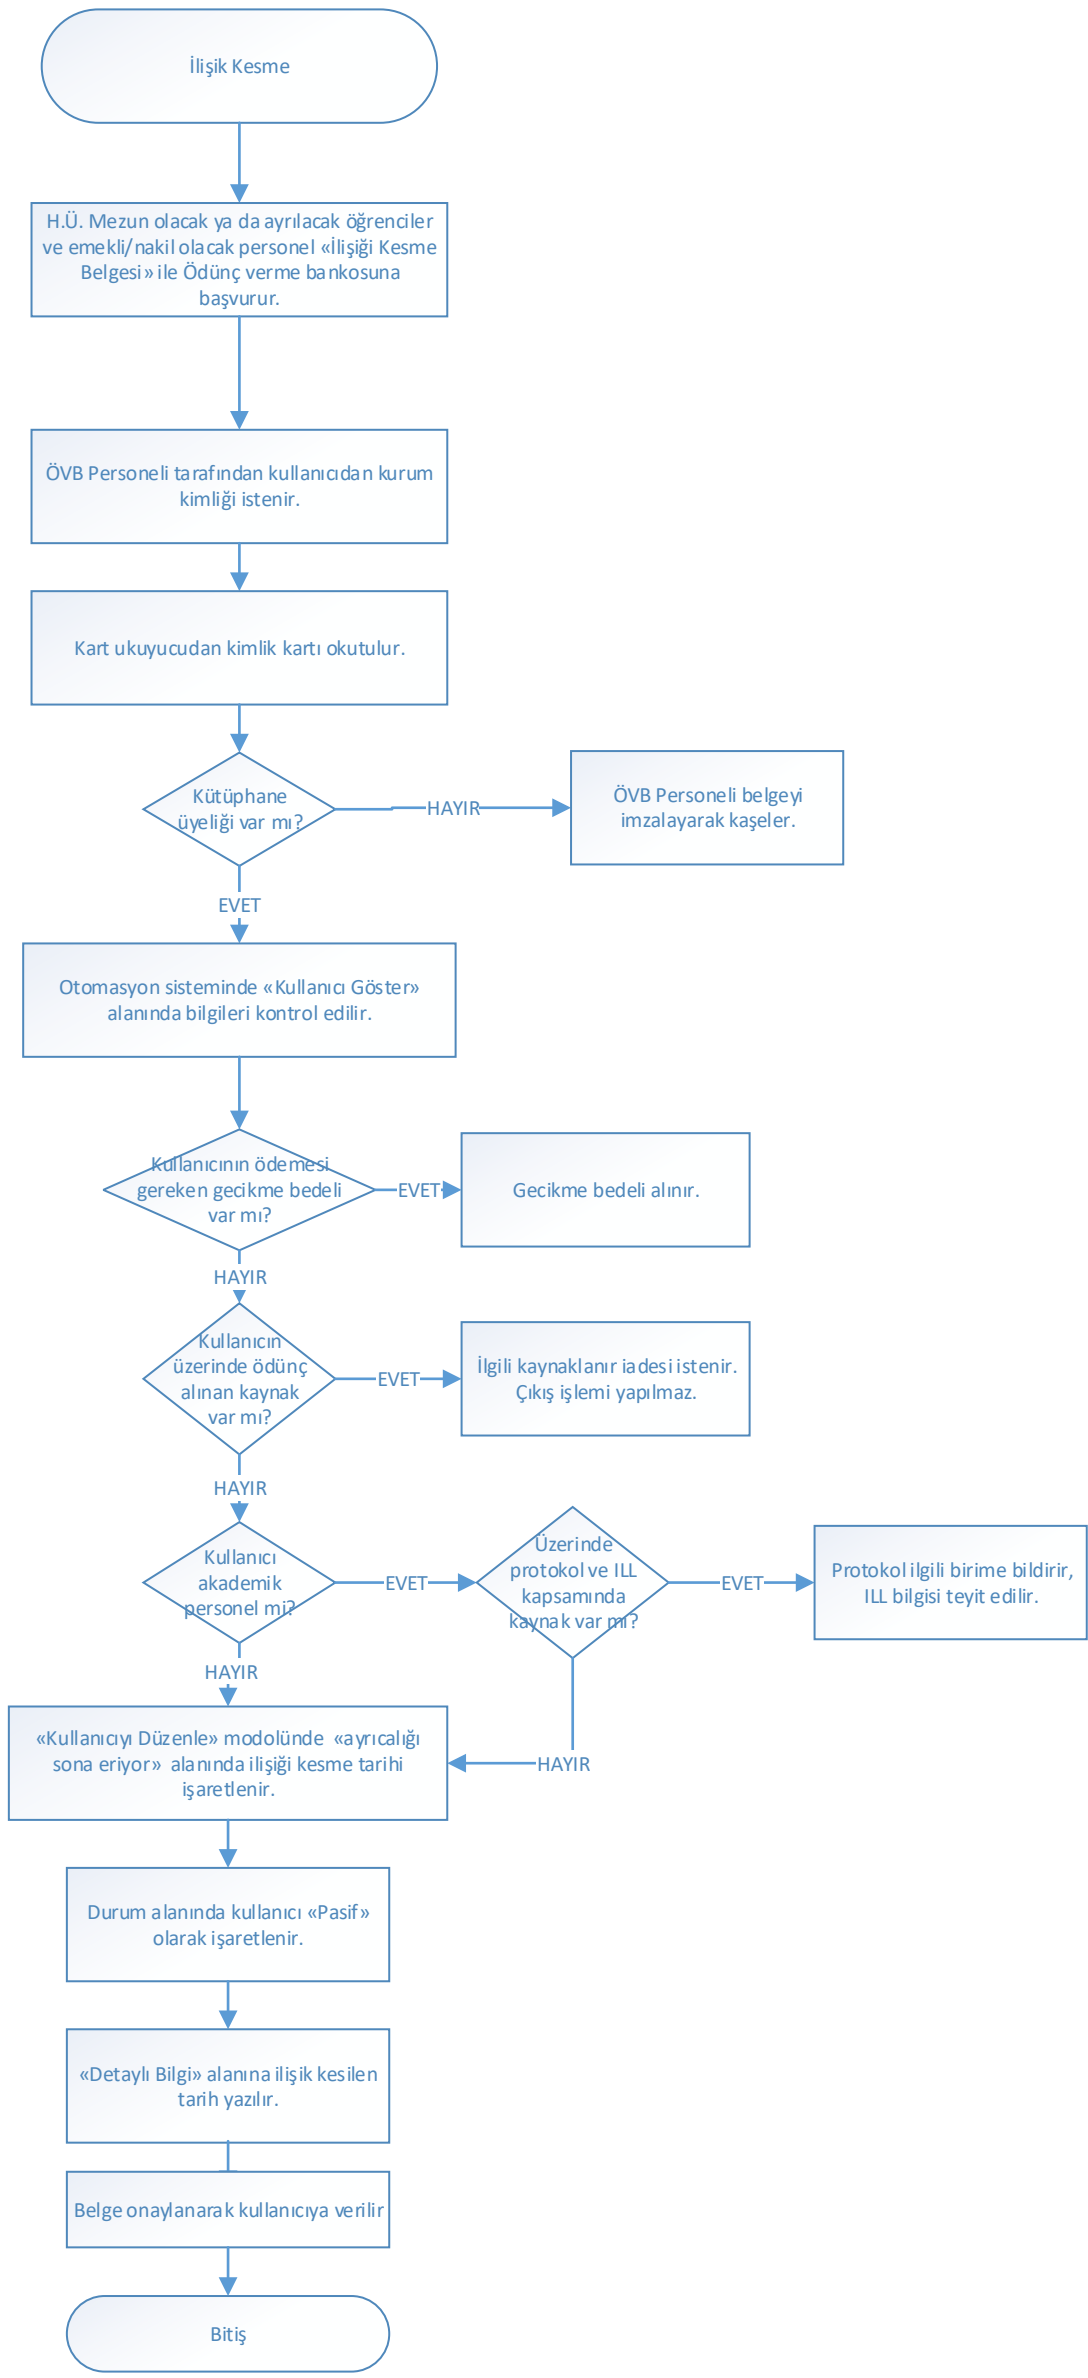 İlişik Kesme
H.Ü. Mezun olacak ya da ayrılacak öğrenciler
ve emekli/nakil olacak personel «İlişiği Kesme
Belgesi» ile Ödünç verme bankosuna
başvurur.
ÖVB Personeli tarafından kullanıcıdan kurum
kimliği istenir.
Kart ukuyucudan kimlik kartı okutulur.
Kütüphane
üyeliği var mı?
HAYIR
ÖVB Personeli belgeyi
imzalayarak kaşeler.
EVET
Otomasyon sisteminde «Kullanıcı Göster»
alanında bilgileri kontrol edilir.
Kullanıcının ödemesi
gereken gecikme bedeli
var mı?
EVET
Gecikme bedeli alınır.
HAYIR
Kullanıcın
üzerinde ödünç
alınan kaynak
var mı?
EVET
İlgili kaynaklanır iadesi istenir.
Çıkış işlemi yapılmaz.
HAYIR
Kullanıcı
akademik
personel mi?
EVET
Üzerinde
protokol ve ILL
kapsamında
kaynak var mı?
EVET
Protokol ilgili birime bildirir,
ILL bilgisi teyit edilir.
HAYIR
HAYIR
«Kullanıcıyı Düzenle» modolünde «ayrıcalığı
sona eriyor» alanında ilişiği kesme tarihi
işaretlenir.
Durum alanında kullanıcı «Pasif»
olarak işaretlenir.
«Detaylı Bilgi» alanına ilişik kesilen
tarih yazılır.
Belge onaylanarak kullanıcıya verilir
Bitiş